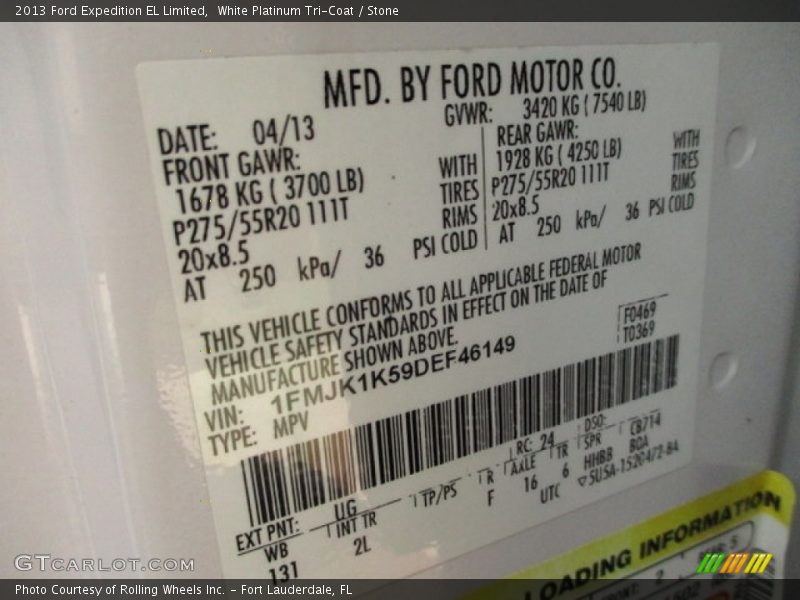 2013 Ford Expedition EL Limited, White Platinum Tri-Coat / Stone
MFD. BY FORD MOTOR CO.
DATE: 04/13 GVWR: 3420 KG ( 7540 LB)
FRONT GAWR: REAR GAWR:
1678 KG ( 3700 LB) WITH 1928 KG ( 4250 LB) WITH
P275/55R20 111T TIRES P275/55R20 111T TIRES
20x8.5 RIMS 20x8.5 RIMS
AT 250 kPa/ 36 PSI COLD AT 250 kPa/ 36 PSI COLD
THIS VEHICLE CONFORMS TO ALL APPLICABLE FEDERAL MOTOR
VEHICLE SAFETY STANDARDS IN EFFECT ON THE DATE OF
MANUFACTURE SHOWN ABOVE.
F0469
T0369
VIN: 1FMJK1K59DEF46149
TYPE: MPV
EXT PNT: UG RC: 24 DSO:
WB INT TR TP/PS R AXLE TR SPR CB714
131 2L F 16 6 HHBB BOA
UTC 5U5A-1520472-BA
LOADING INFORMATION
GTCarLot.com
Photo Courtesy of Rolling Wheels Inc. – Fort Lauderdale, FL